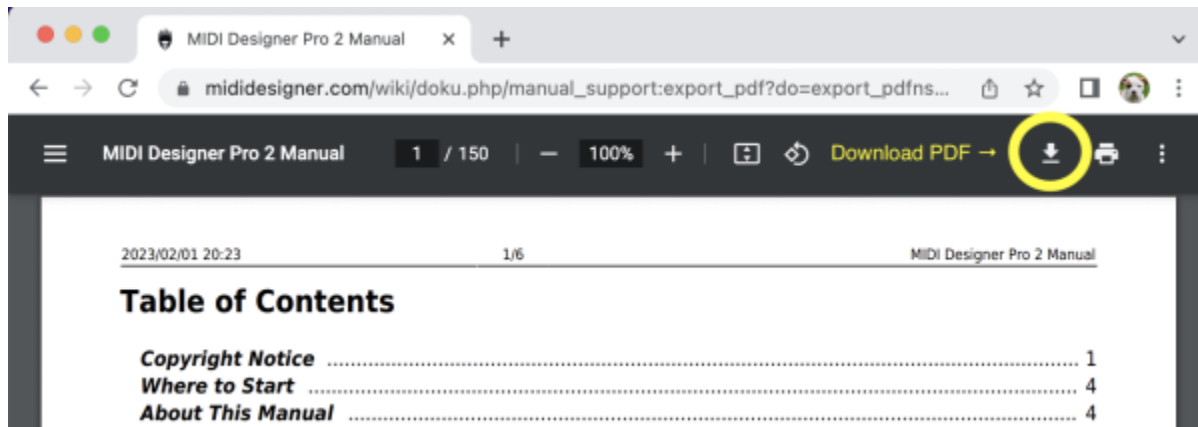 MIDI Designer Pro 2 Manual
mididesigner.com/wiki/doku.php/manual_support:export_pdf?do=export_pdfns...
MIDI Designer Pro 2 Manual 1 / 150 | − 100% + | Download PDF →
2023/02/01 20:23 1/6 MIDI Designer Pro 2 Manual
Table of Contents
Copyright Notice ........................................................ 1
Where to Start ........................................................ 4
About This Manual ........................................................ 4